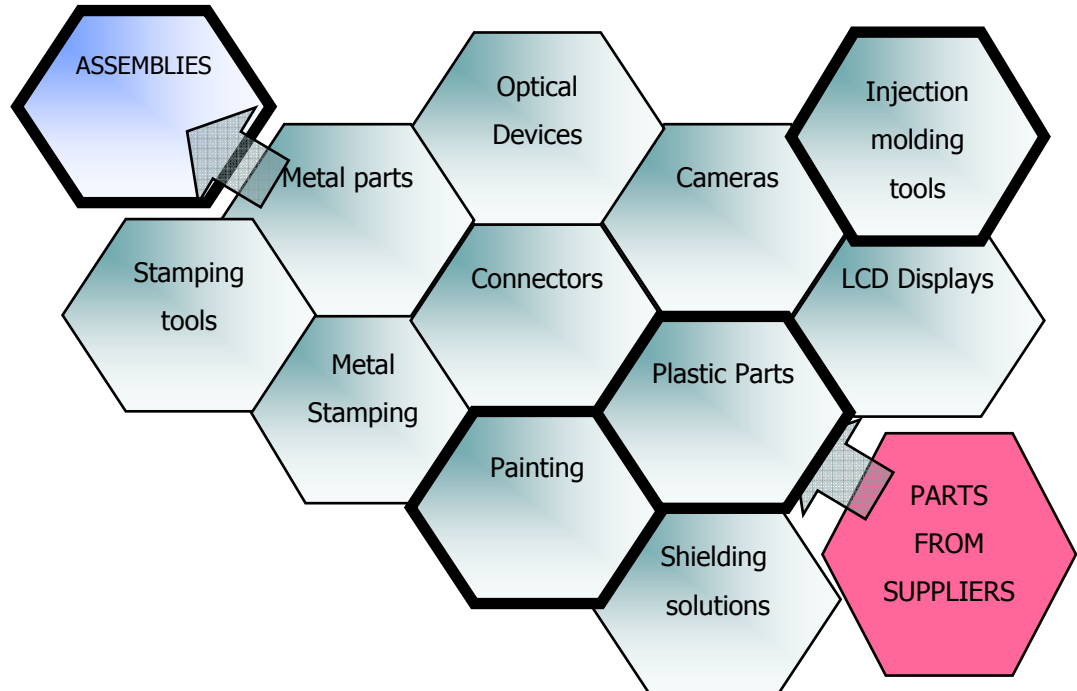 ASSEMBLIES
Optical
Devices
Injection
molding
tools
Metal parts
Cameras
Stamping
tools
Connectors
LCD Displays
Metal
Stamping
Plastic Parts
Painting
PARTS
FROM
SUPPLIERS
Shielding
solutions